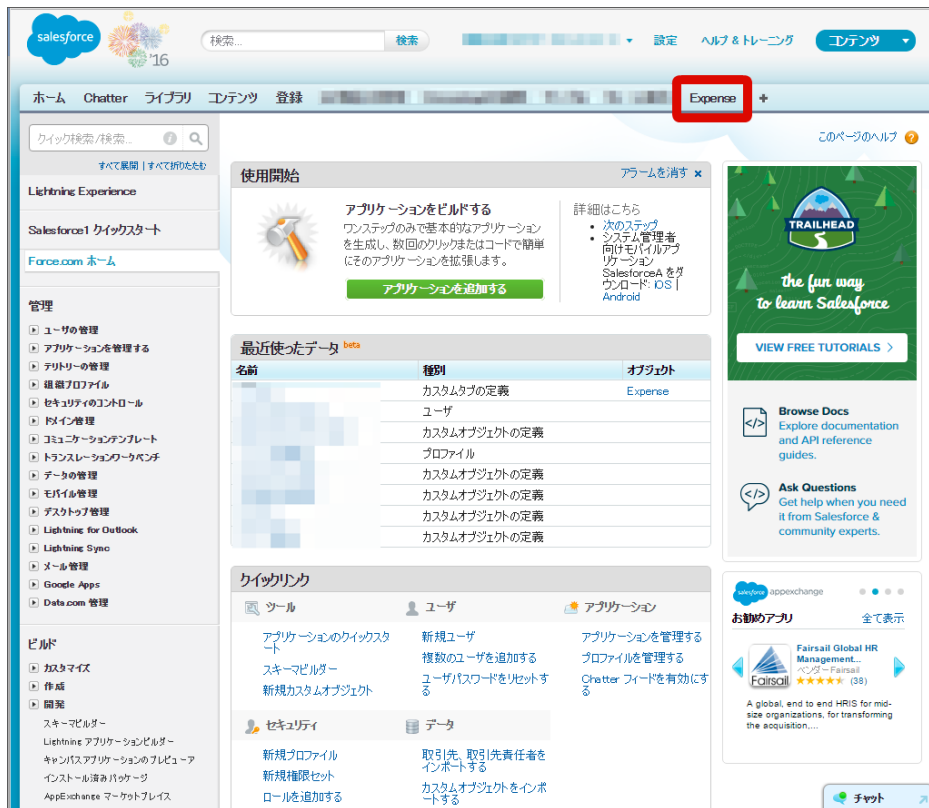 salesforce
'16
検索...
検索
設定
ヘルプ & トレーニング
コンテンツ
ホーム Chatter ライブラリ コンテンツ 登録
Expense
+
クイック検索/検索...
すべて展開 | すべて折りたたむ
このページのヘルプ
Lightning Experience
Salesforce1 クイックスタート
Force.com ホーム
管理
ユーザの管理
アプリケーションを管理する
テリトリーの管理
組織プロファイル
セキュリティのコントロール
ドメイン管理
コミュニケーションテンプレート
トランスレーションワークベンチ
データの管理
モバイル管理
デスクトップ管理
Lightning for Outlook
Lightning Sync
メール管理
Google Apps
Data.com 管理
ビルド
カスタマイズ
作成
開発
スキーマビルダー
Lightning アプリケーションビルダー
キャンバスアプリケーションのプレビューア
インストール済みパッケージ
AppExchange マーケットプレイス
使用開始
アラームを消す ×
アプリケーションをビルドする
ワンステップのみで基本的なアプリケーション
を生成し、数回のクリックまたはコードで簡単
にそのアプリケーションを拡張します。
アプリケーションを追加する
詳細はこちら
• 次のステップ
• システム管理者
向けモバイルアプ
リケーション
SalesforceA をダ
ウンロード: iOS |
Android
最近使ったデータ beta
名前 種別 オブジェクト
カスタムタブの定義 Expense
ユーザ
カスタムオブジェクトの定義
プロファイル
カスタムオブジェクトの定義
カスタムオブジェクトの定義
カスタムオブジェクトの定義
カスタムオブジェクトの定義
クイックリンク
ツール
アプリケーションのクイックスタ
ート
スキーマビルダー
新規カスタムオブジェクト
ユーザ
新規ユーザ
複数のユーザを追加する
ユーザパスワードをリセットす
る
アプリケーション
アプリケーションを管理する
プロファイルを管理する
Chatter フィードを有効にす
る
セキュリティ
新規プロファイル
新規権限セット
ロールを追加する
データ
取引先、取引先責任者を
インポートする
カスタムオブジェクトをインポ
ートする
TRAILHEAD
the fun way
to learn Salesforce
VIEW FREE TUTORIALS >
Browse Docs
Explore documentation
and API reference
guides.
Ask Questions
Get help when you need
it from Salesforce &
community experts.
salesforce appexchange
お勧めアプリ 全て表示
Fairsail
Fairsail Global HR
Management...
ベンダー Fairsail
(38)
A global, end to end HRIS for mid-
size organizations, for transforming
the acquisition,...
チャット